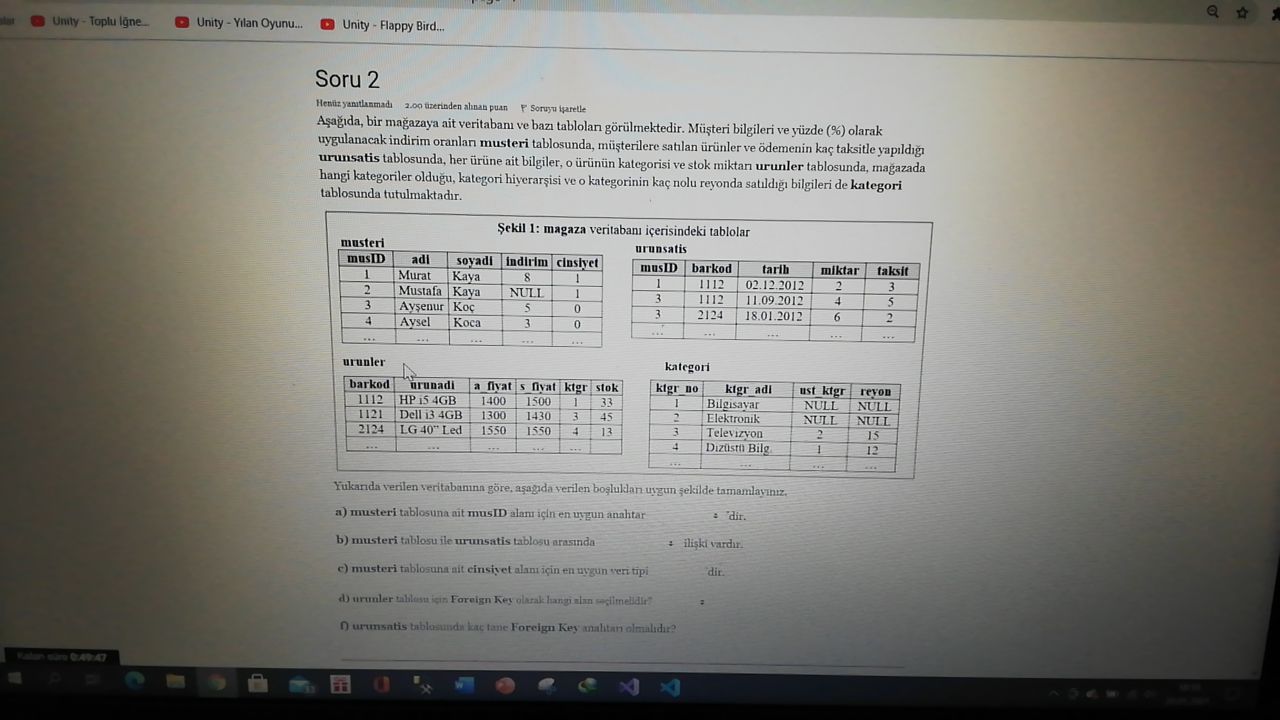 Unity - Toplu İğne...
Unity - Yılan Oyunu...
Unity - Flappy Bird...
Soru 2
Henüz yanıtlanmadı 2,00 üzerinden alınan puan Soruyu işaretle
Aşağıda, bir mağazaya ait veritabanı ve bazı tabloları görülmektedir. Müşteri bilgileri ve yüzde (%) olarak
uygulanacak indirim oranları musteri tablosunda, müşterilere satılan ürünler ve ödemenin kaç taksitle yapıldığı
urunsatis tablosunda, her ürüne ait bilgiler, o ürünün kategorisi ve stok miktarı urunler tablosunda, mağazada
hangi kategoriler olduğu, kategori hiyerarşisi ve o kategorinin kaç nolu reyonda satıldığı bilgileri de kategori
tablosunda tutulmaktadır.
Şekil 1: magaza veritabanı içerisindeki tablolar
musteri
musID adi soyadi indirim cinsiyet
1 Murat Kaya 8 1
2 Mustafa Kaya NULL 1
3 Ayşenur Koç 5 0
4 Aysel Koca 3 0
... ... ... ... ...
urunsatis
musID barkod tarih miktar taksit
1 1112 02.12.2012 2 3
3 1112 11.09.2012 4 5
3 2124 18.01.2012 6 2
... ... ... ... ...
urunler
barkod urunadi a_fiyat s_fiyat ktgr stok
1112 HP i5 4GB 1400 1500 1 33
1121 Dell i3 4GB 1300 1430 3 45
2124 LG 40" Led 1550 1550 4 13
... ... ... ... ...
kategori
ktgr_no ktgr_adi ust_ktgr reyon
1 Bilgisayar NULL NULL
2 Elektronik NULL NULL
3 Televizyon 2 15
4 Dizüstü Bilg. 1 12
... ... ... ...
Yukarıda verilen veritabanına göre, aşağıda verilen boşlukları uygun şekilde tamamlayınız.
a) musteri tablosuna ait musID alanı için en uygun anahtar 'dir.
b) musteri tablosu ile urunsatis tablosu arasında ilişki vardır.
c) musteri tablosuna ait cinsiyet alanı için en uygun veri tipi 'dir.
d) urunler tablosu için Foreign Key olarak hangi alan seçilmelidir?
f) urunsatis tablosunda kaç tane Foreign Key anahtarı olmalıdır?
Kalan süre 0:49:47